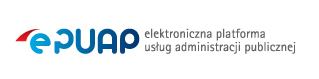 ePUAP
elektroniczna platforma
usług administracji publicznej